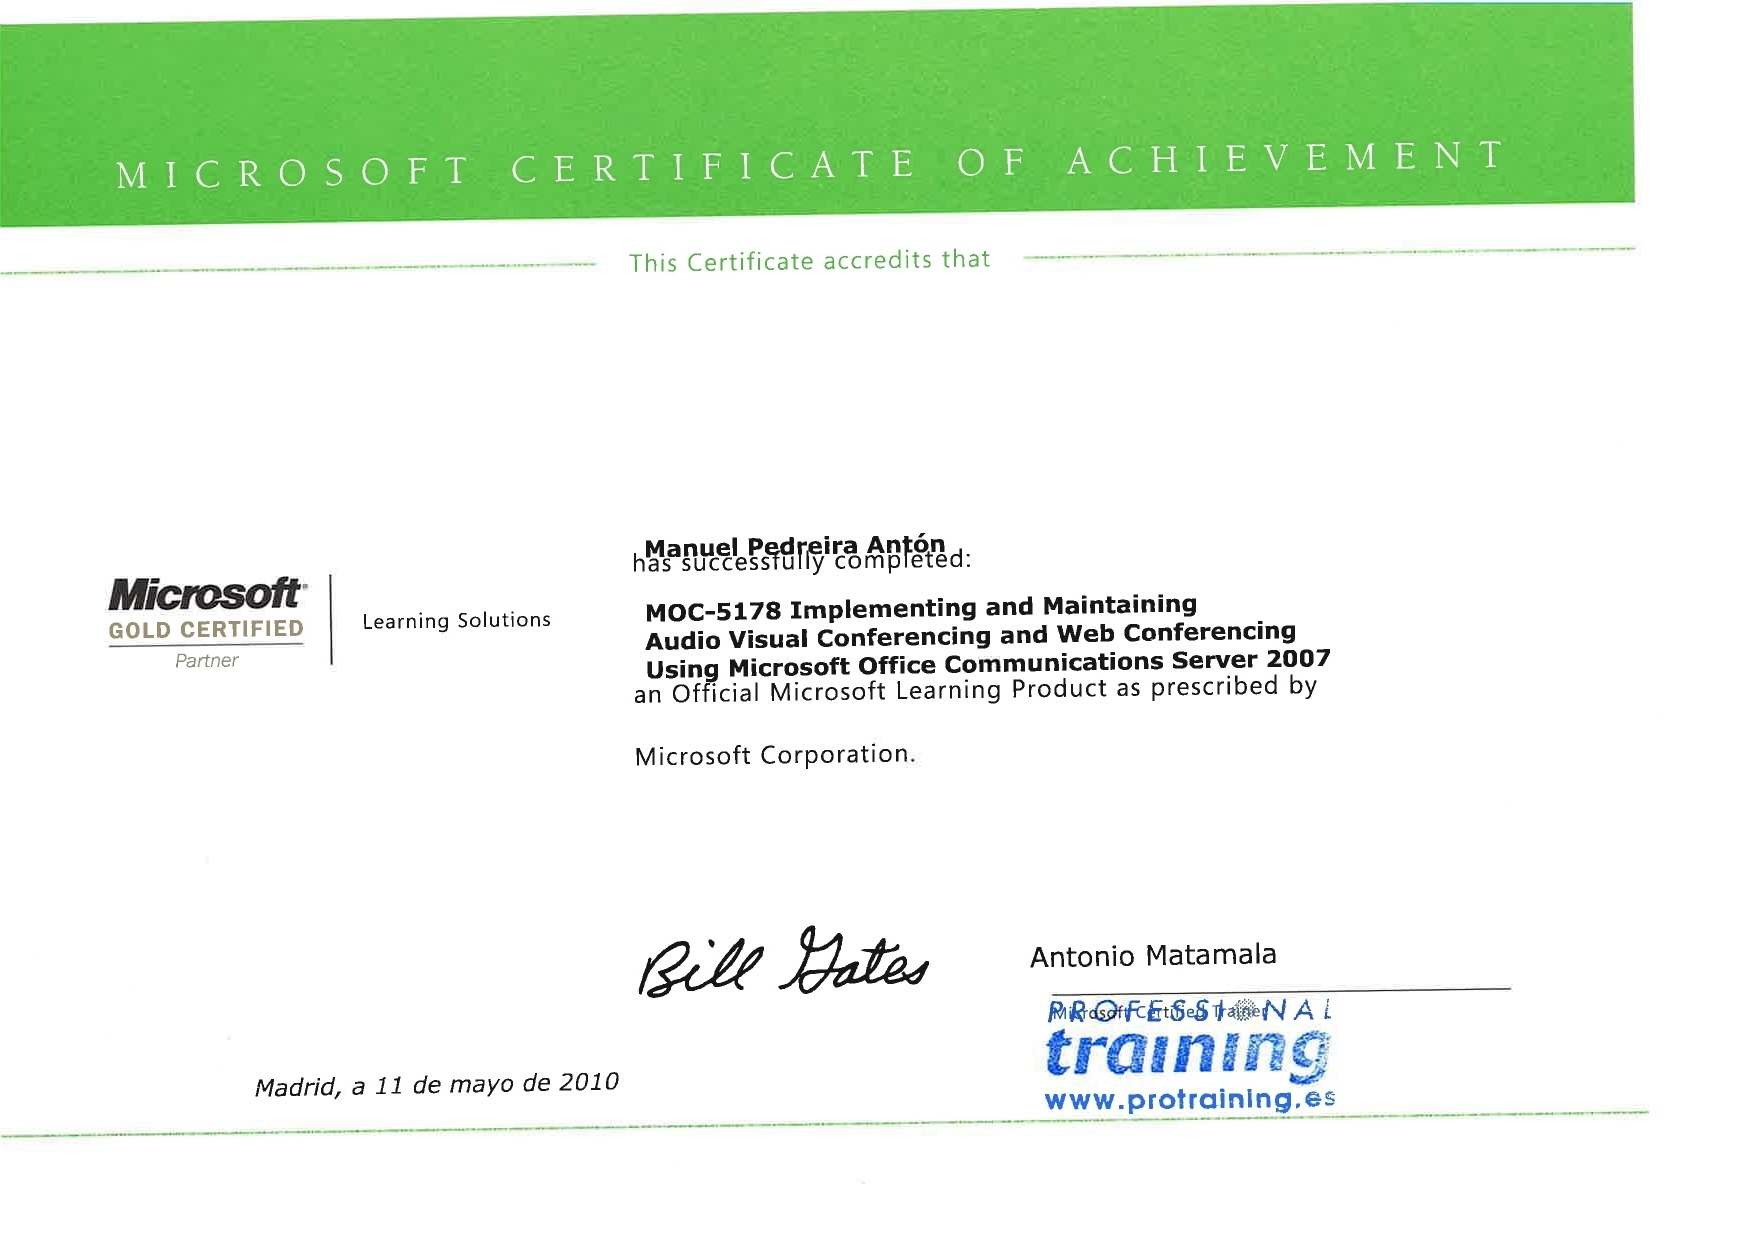 MICROSOFT CERTIFICATE OF ACHIEVEMENT
This Certificate accredits that
Manuel Pedreira Antón
has successfully completed:
Microsoft
GOLD CERTIFIED
Partner
Learning Solutions
MOC-5178 Implementing and Maintaining
Audio Visual Conferencing and Web Conferencing
Using Microsoft Office Communications Server 2007
an Official Microsoft Learning Product as prescribed by
Microsoft Corporation.
Bill Gates
Antonio Matamala
Microsoft Certified Trainer
PROFESSIONAL
training
www.protraining.es
Madrid, a 11 de mayo de 2010